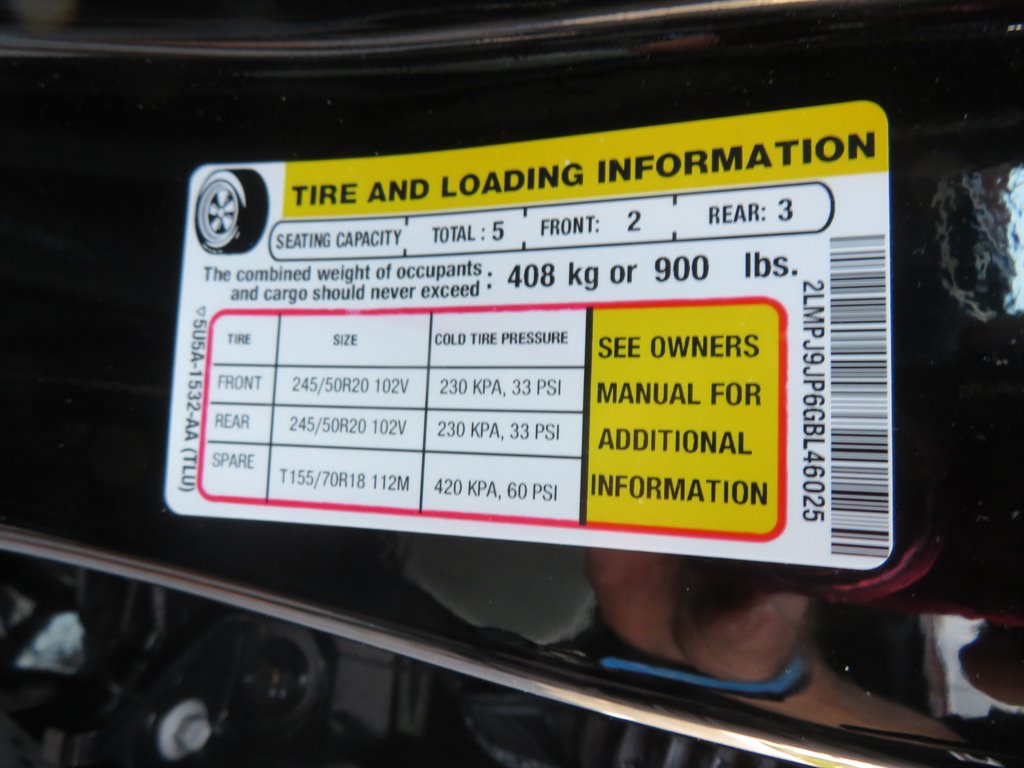 TIRE AND LOADING INFORMATION
SEATING CAPACITY TOTAL : 5 FRONT: 2 REAR: 3
The combined weight of occupants
and cargo should never exceed : 408 kg or 900 lbs.
TIRE SIZE COLD TIRE PRESSURE
FRONT 245/50R20 102V 230 KPA, 33 PSI
REAR 245/50R20 102V 230 KPA, 33 PSI
SPARE T155/70R18 112M 420 KPA, 60 PSI
SEE OWNERS
MANUAL FOR
ADDITIONAL
INFORMATION
▽5U5A-1532-AA (TLU)
2LMPJ9JP6GBL46025